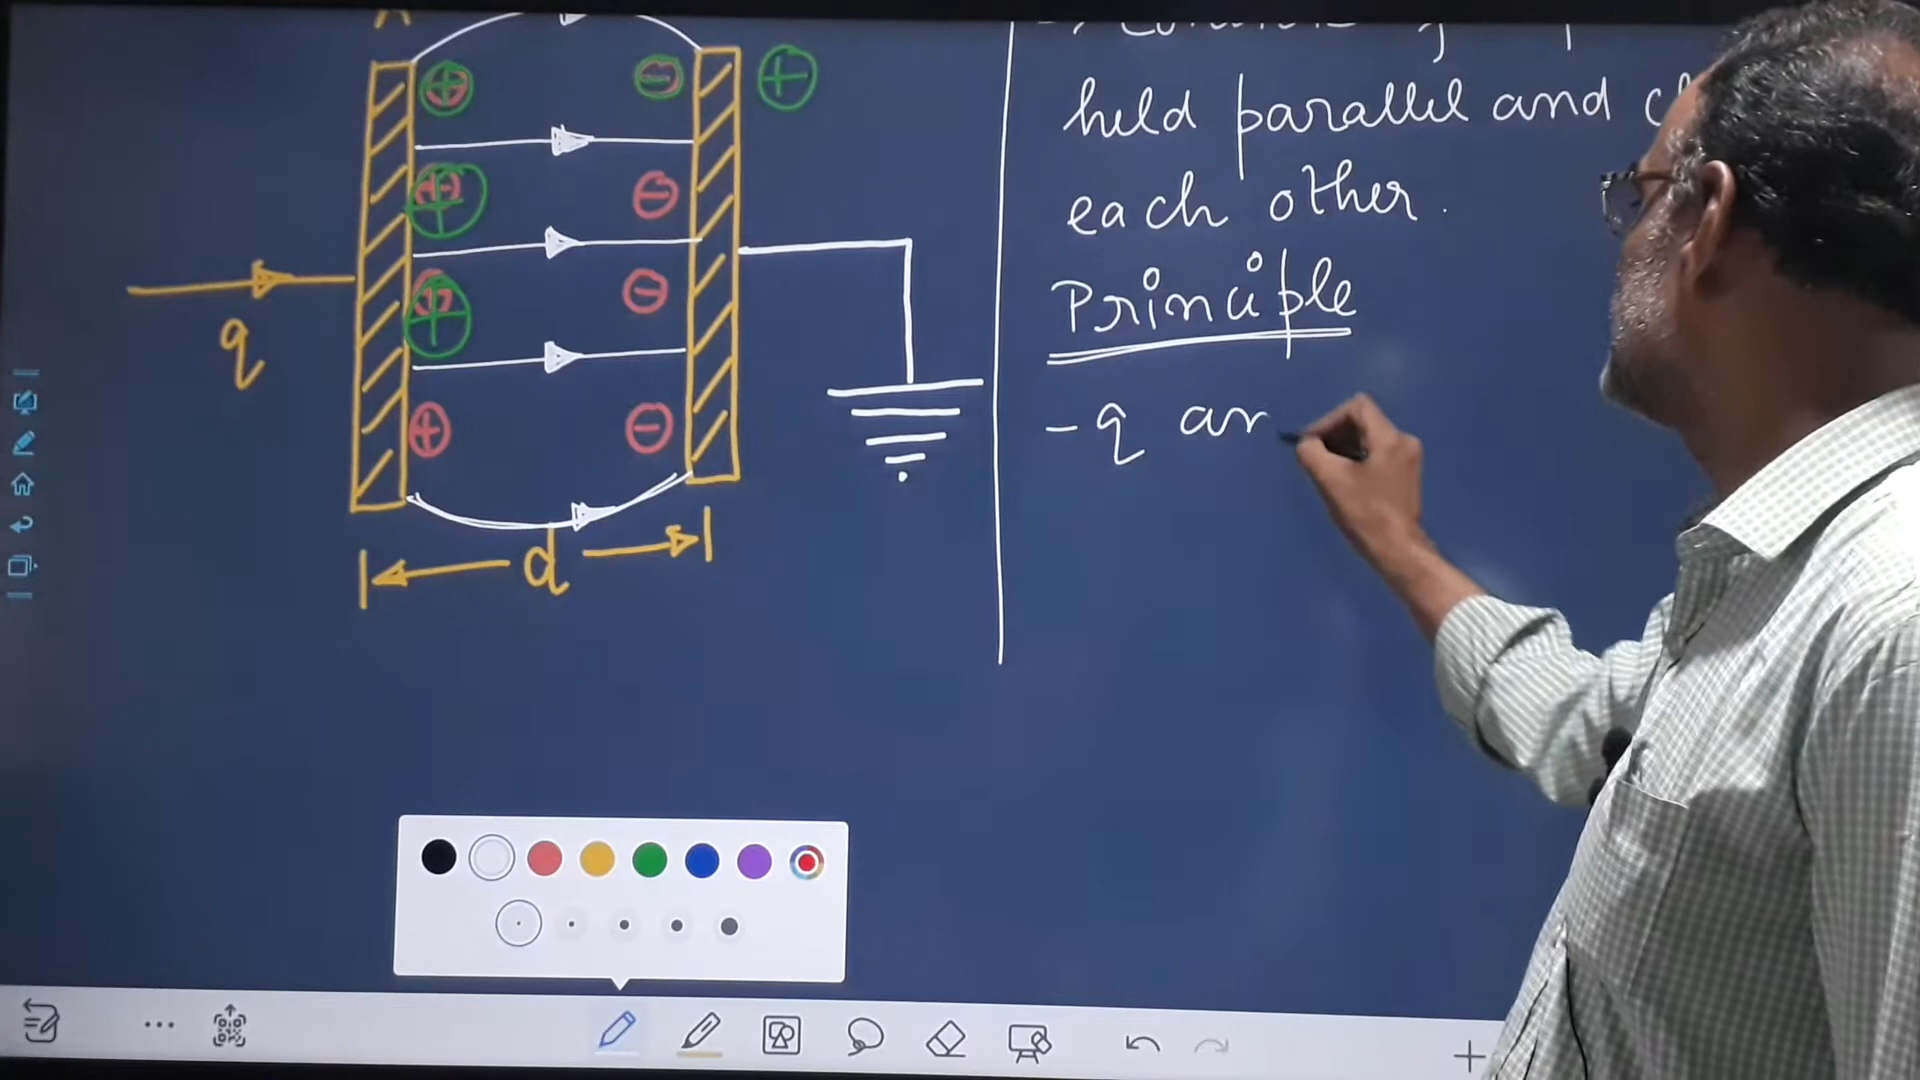 held parallel and
each other.
Principle
- q ar
q
d